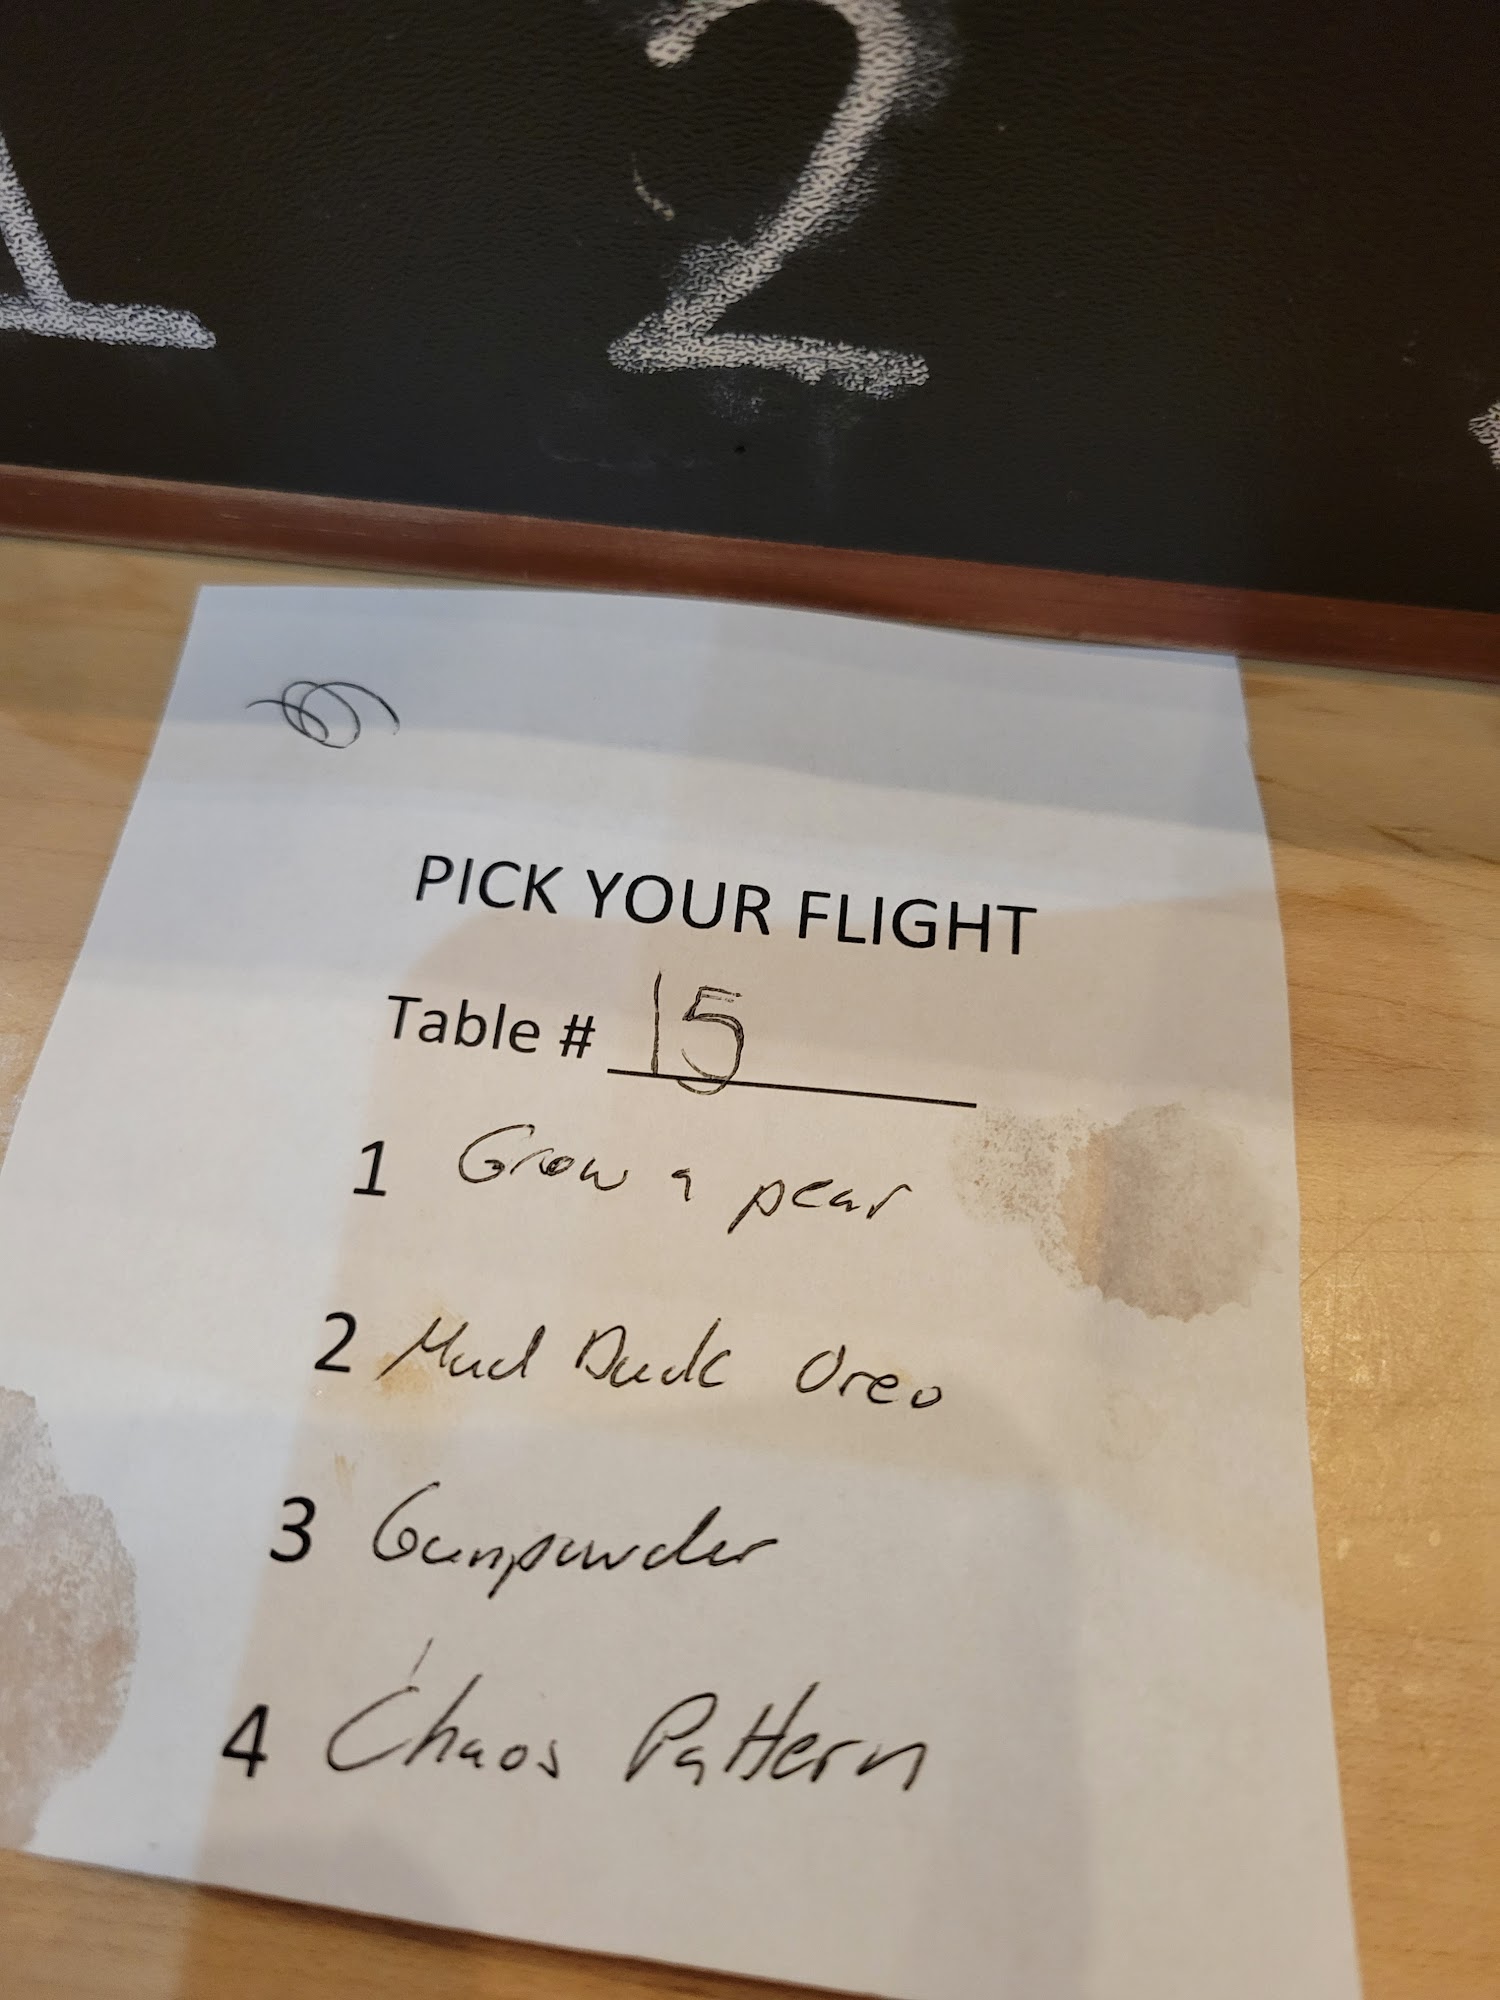 1 2
PICK YOUR FLIGHT
Table # 15
1 Grow a pear
2 Mud Duck Oreo
3 Gunpowder
4 Chaos Pattern